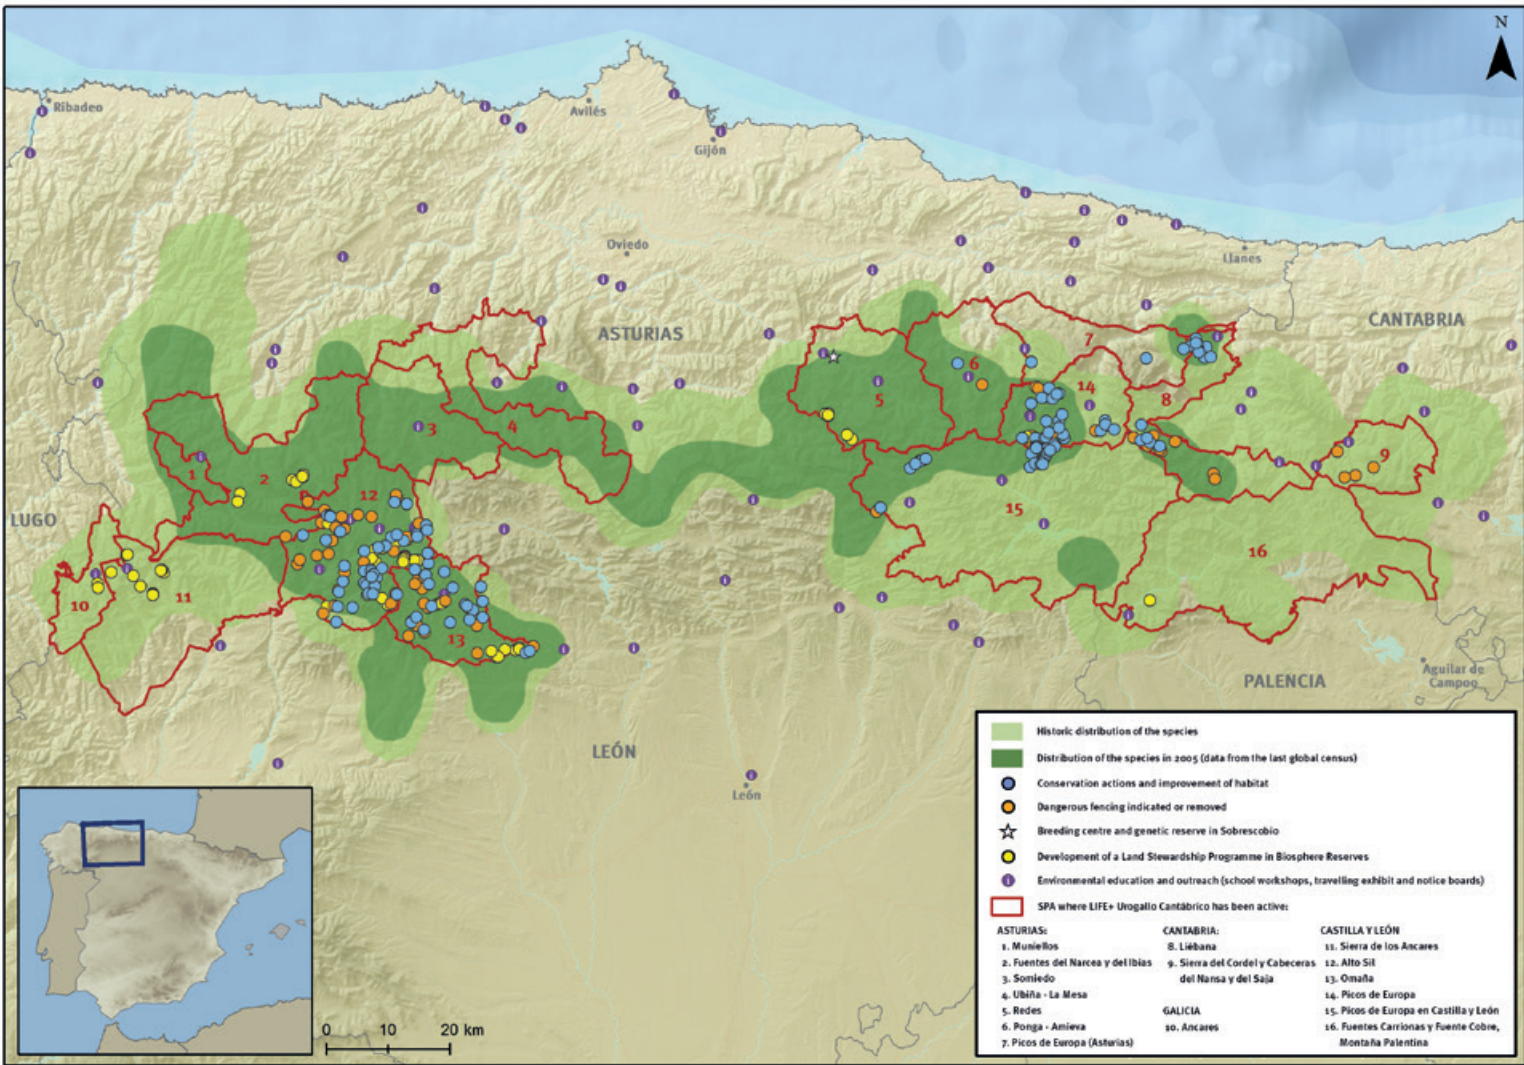 N
Ribadeo
Avilés
Gijón
Oviedo
Llanes
ASTURIAS
CANTABRIA
7
6
14
5
8
3
4
9
1
2
12
LUGO
15
16
10
11
13
Aguilar de
Campoo
PALENCIA
LEÓN
León
Historic distribution of the species
Distribution of the species in 2005 (data from the last global census)
Conservation actions and improvement of habitat
Dangerous fencing indicated or removed
Breeding centre and genetic reserve in Sobrescobio
Development of a Land Stewardship Programme in Biosphere Reserves
Environmental education and outreach (school workshops, travelling exhibit and notice boards)
SPA where LIFE+ Urogallo Cantábrico has been active:
ASTURIAS:
1. Muniellos
2. Fuentes del Narcea y del Ibias
3. Somiedo
4. Ubiña - La Mesa
5. Redes
6. Ponga - Amieva
7. Picos de Europa (Asturias)
CANTABRIA:
8. Liébana
9. Sierra del Cordel y Cabeceras
del Nansa y del Saja
GALICIA
10. Ancares
CASTILLA Y LEÓN
11. Sierra de los Ancares
12. Alto Sil
13. Omaña
14. Picos de Europa
15. Picos de Europa en Castilla y León
16. Fuentes Carrionas y Fuente Cobre,
Montaña Palentina
0 10 20 km